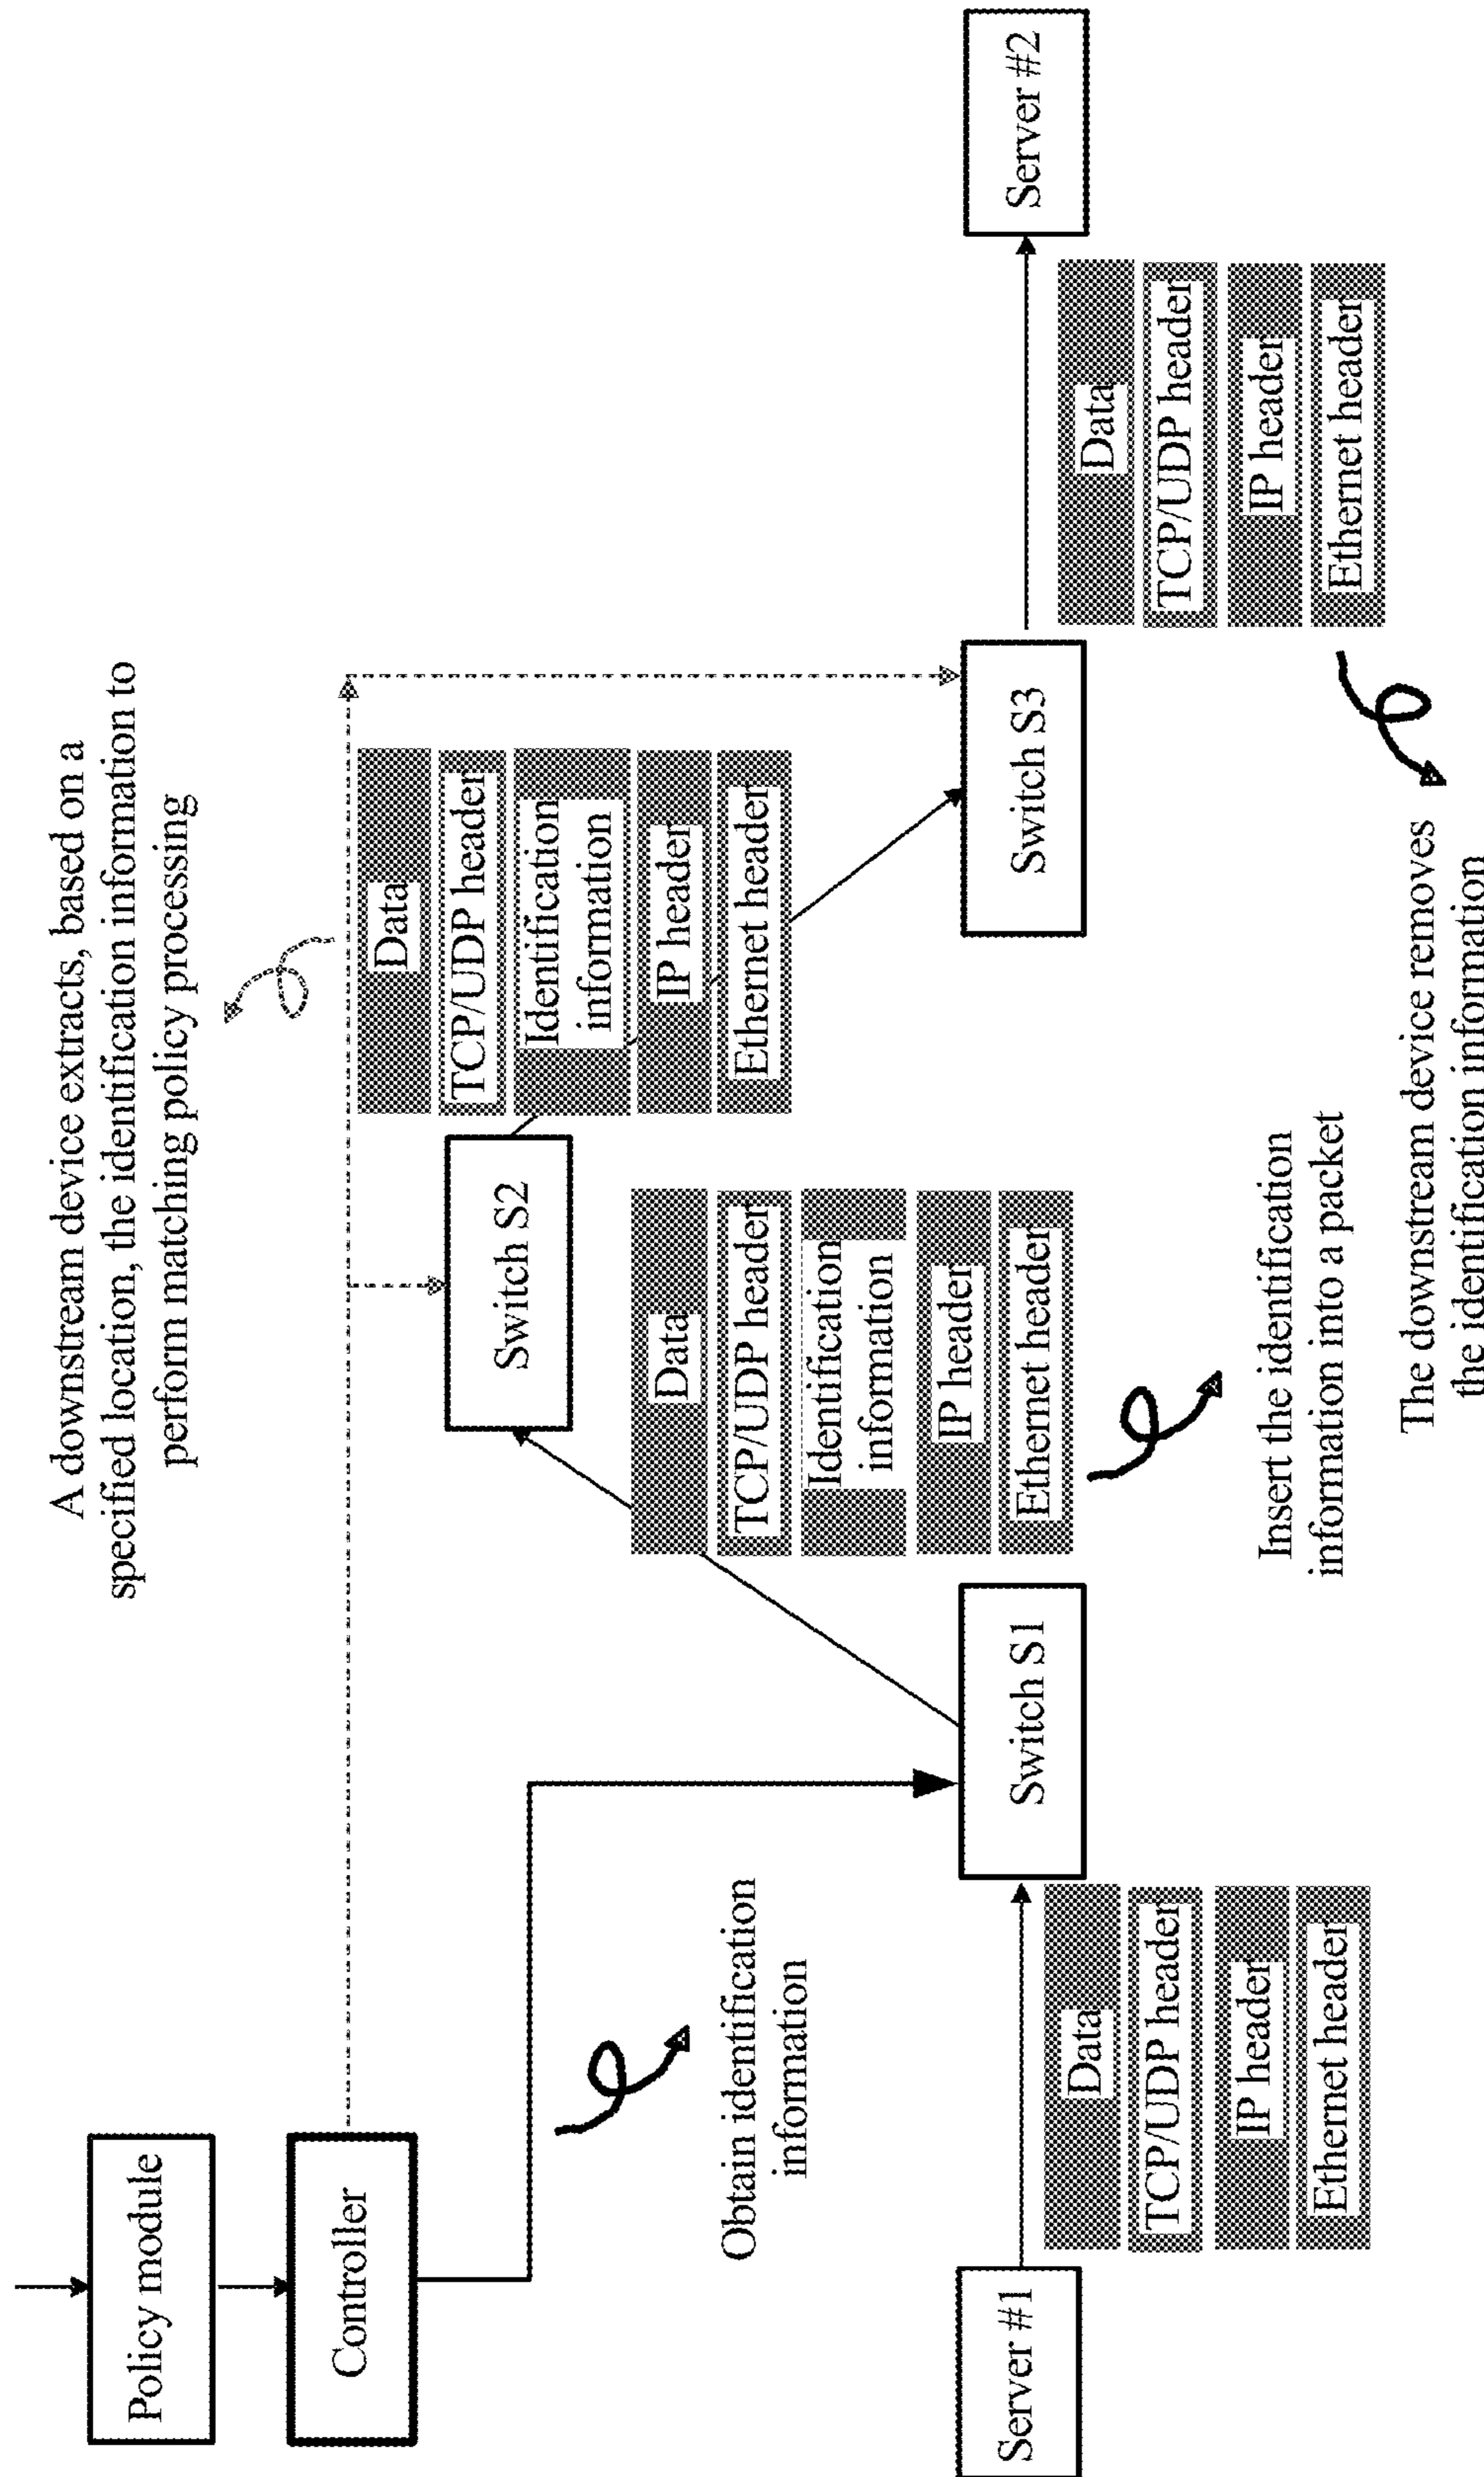 A downstream device extracts, based on a
specified location, the identification information to
perform matching policy processing
Policy module
Controller
Obtain identification
information
Switch S2
Data
TCP/UDP header
Identification
information
IP header
Ethernet header
Data
TCP/UDP header
Identification
information
IP header
Ethernet header
Server #1
Data
TCP/UDP header
IP header
Ethernet header
Switch S1
Insert the identification
information into a packet
Switch S3
Data
TCP/UDP header
IP header
Ethernet header
Server #2
The downstream device removes
the identification information